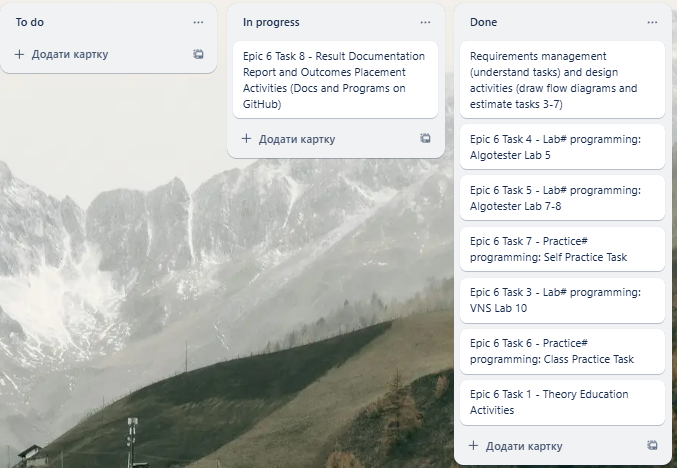 To do
Додати картку
In progress
Epic 6 Task 8 - Result Documentation
Report and Outcomes Placement
Activities (Docs and Programs on
GitHub)
Додати картку
Done
Requirements management
(understand tasks) and design
activities (draw flow diagrams and
estimate tasks 3-7)
Epic 6 Task 4 - Lab# programming:
Algotester Lab 5
Epic 6 Task 5 - Lab# programming:
Algotester Lab 7-8
Epic 6 Task 7 - Practice#
programming: Self Practice Task
Epic 6 Task 3 - Lab# programming:
VNS Lab 10
Epic 6 Task 6 - Practice#
programming: Class Practice Task
Epic 6 Task 1 - Theory Education
Activities
Додати картку